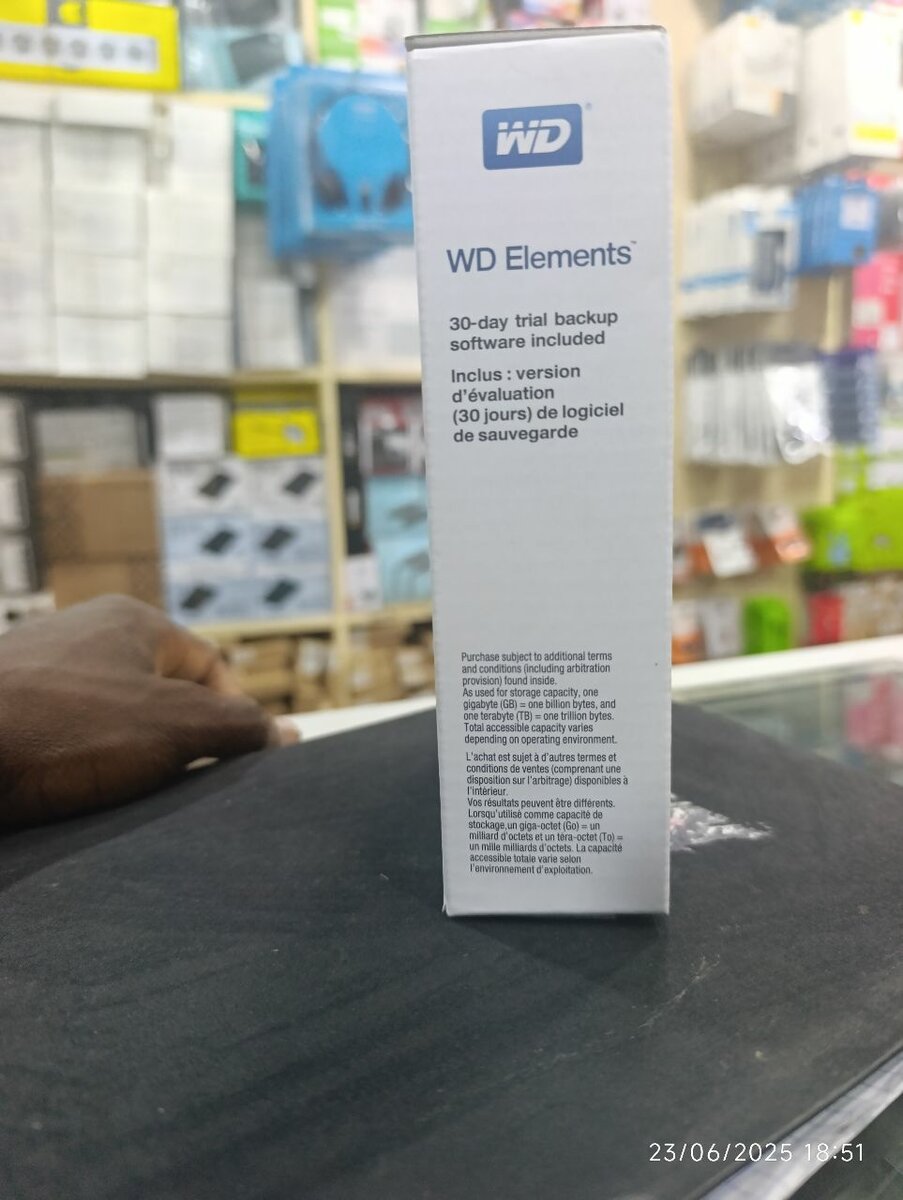 WD®
WD Elements™
30-day trial backup
software included
Inclus : version
d'évaluation
(30 jours) de logiciel
de sauvegarde
Purchase subject to additional terms
and conditions (including arbitration
provision) found inside.
As used for storage capacity, one
gigabyte (GB) = one billion bytes, and
one terabyte (TB) = one trillion bytes.
Total accessible capacity varies
depending on operating environment.
L'achat est sujet à d'autres termes et
conditions de ventes (comprenant une
disposition sur l'arbitrage) disponibles à
l'intérieur.
Vos résultats peuvent être différents.
Lorsqu'utilisé comme capacité de
stockage,un giga-octet (Go) = un
milliard d'octets et un téra-octet (To) =
un mille milliards d'octets. La capacité
accessible totale varie selon
l'environnement d'exploitation.
23/06/2025 18:51